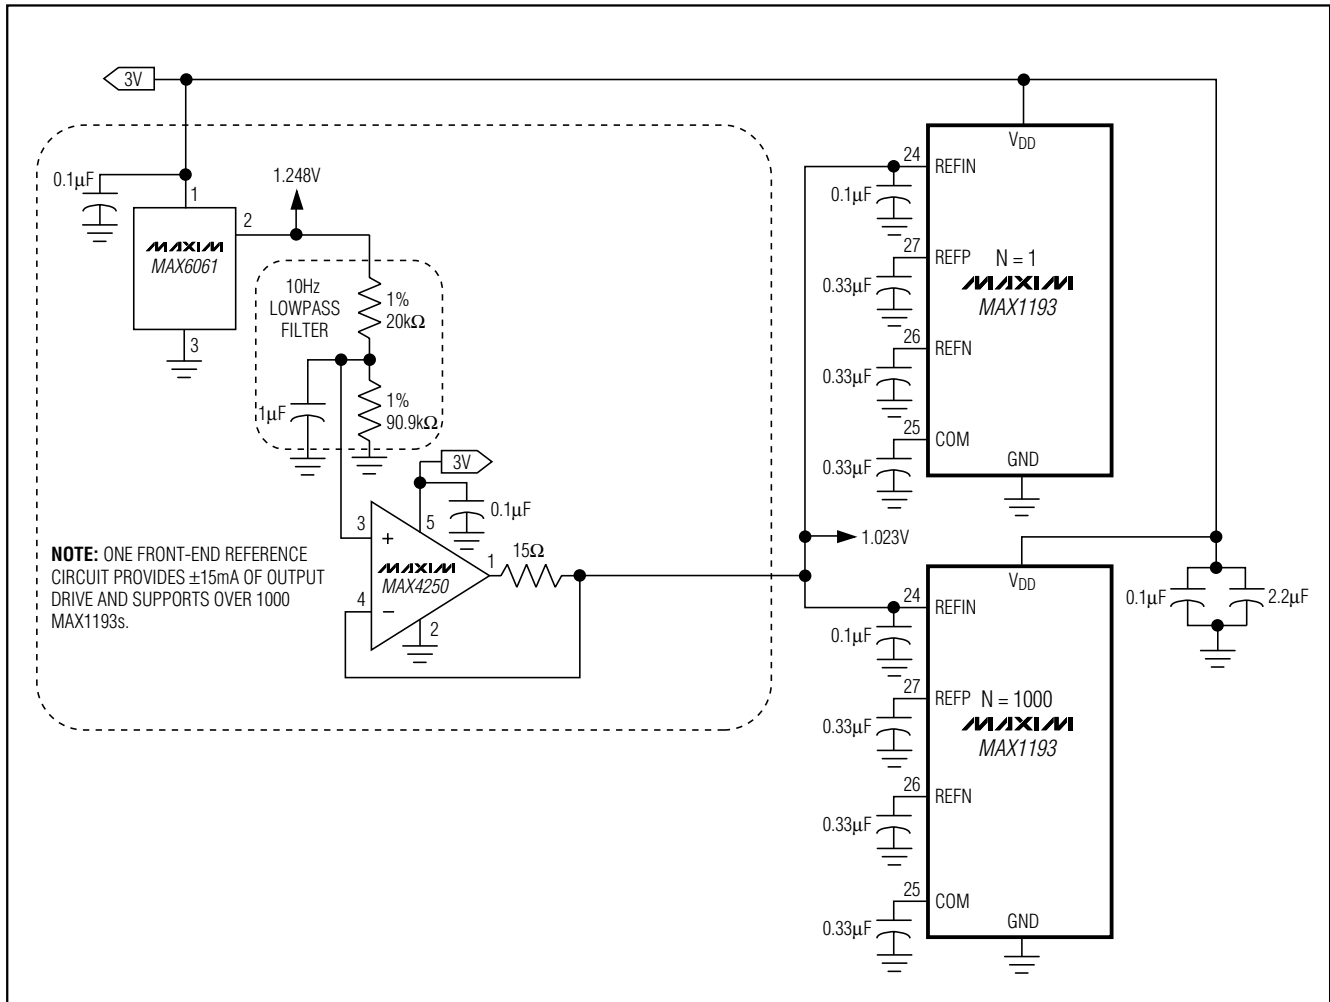 3V
0.1µF
1
1.248V
2
MAXIM
MAX6061
3
10Hz
LOWPASS
FILTER
1%
20kΩ
1µF
1%
90.9kΩ
3V
0.1µF
5
3
+
MAXIM
MAX4250
1
15Ω
4
−
2
NOTE: ONE FRONT-END REFERENCE
CIRCUIT PROVIDES ±15mA OF OUTPUT
DRIVE AND SUPPORTS OVER 1000
MAX1193s.
1.023V
VDD
24
REFIN
0.1µF
27
REFP
N = 1
MAXIM
MAX1193
0.33µF
26
REFN
0.33µF
25
COM
0.33µF
GND
VDD
24
REFIN
0.1µF
27
REFP
N = 1000
MAXIM
MAX1193
0.33µF
26
REFN
0.33µF
25
COM
0.33µF
GND
0.1µF
2.2µF